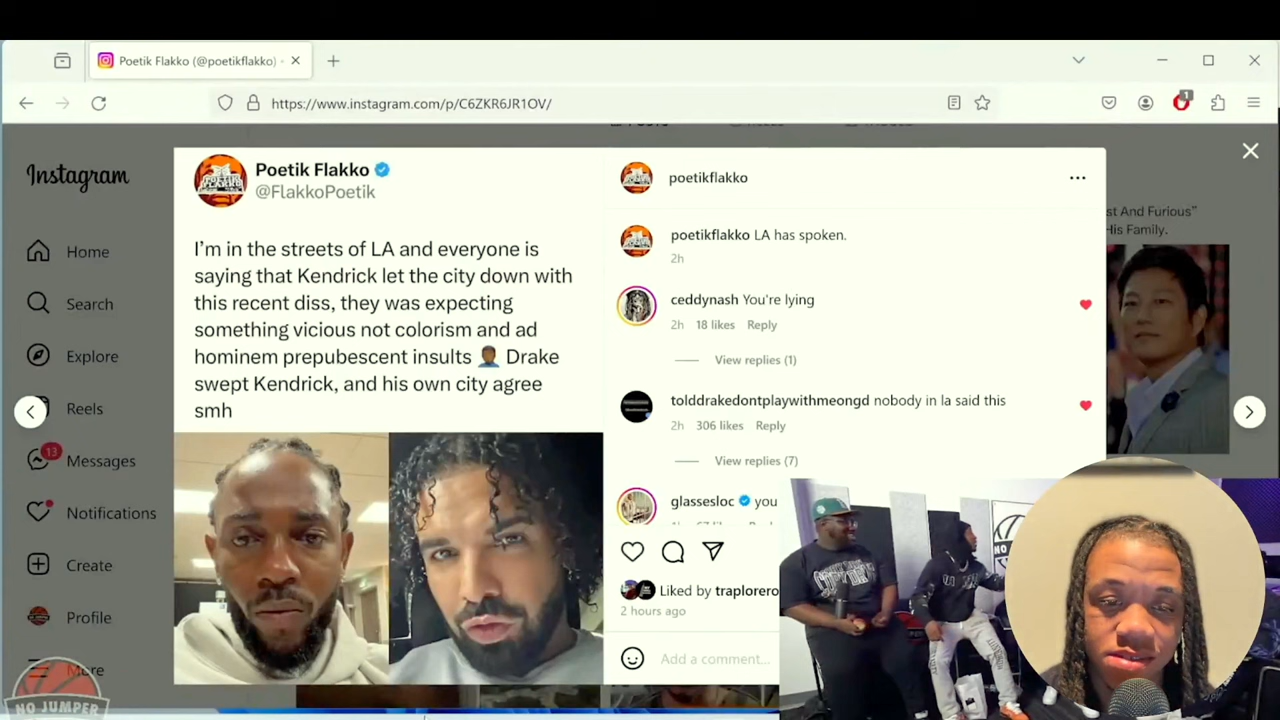 Poetik Flakko (@poetikflakko) -
https://www.instagram.com/p/C6ZKR6JR1OV/
1
Instagram
Home
Search
Explore
Reels
13
Messages
Notifications
Create
Profile
More
NO JUMPER
Poetik Flakko
@FlakkoPoetik
I'm in the streets of LA and everyone is
saying that Kendrick let the city down with
this recent diss, they was expecting
something vicious not colorism and ad
hominem prepubescent insults 🤦🏾‍♂️ Drake
swept Kendrick, and his own city agree
smh
poetikflakko
poetikflakko LA has spoken.
2h
ceddynash You're lying
2h 18 likes Reply
View replies (1)
tolddrakedontplaywithmeongd nobody in la said this
2h 306 likes Reply
View replies (7)
glassesloc you
Liked by traplorero
2 hours ago
Add a comment...
st And Furious"
His Family.